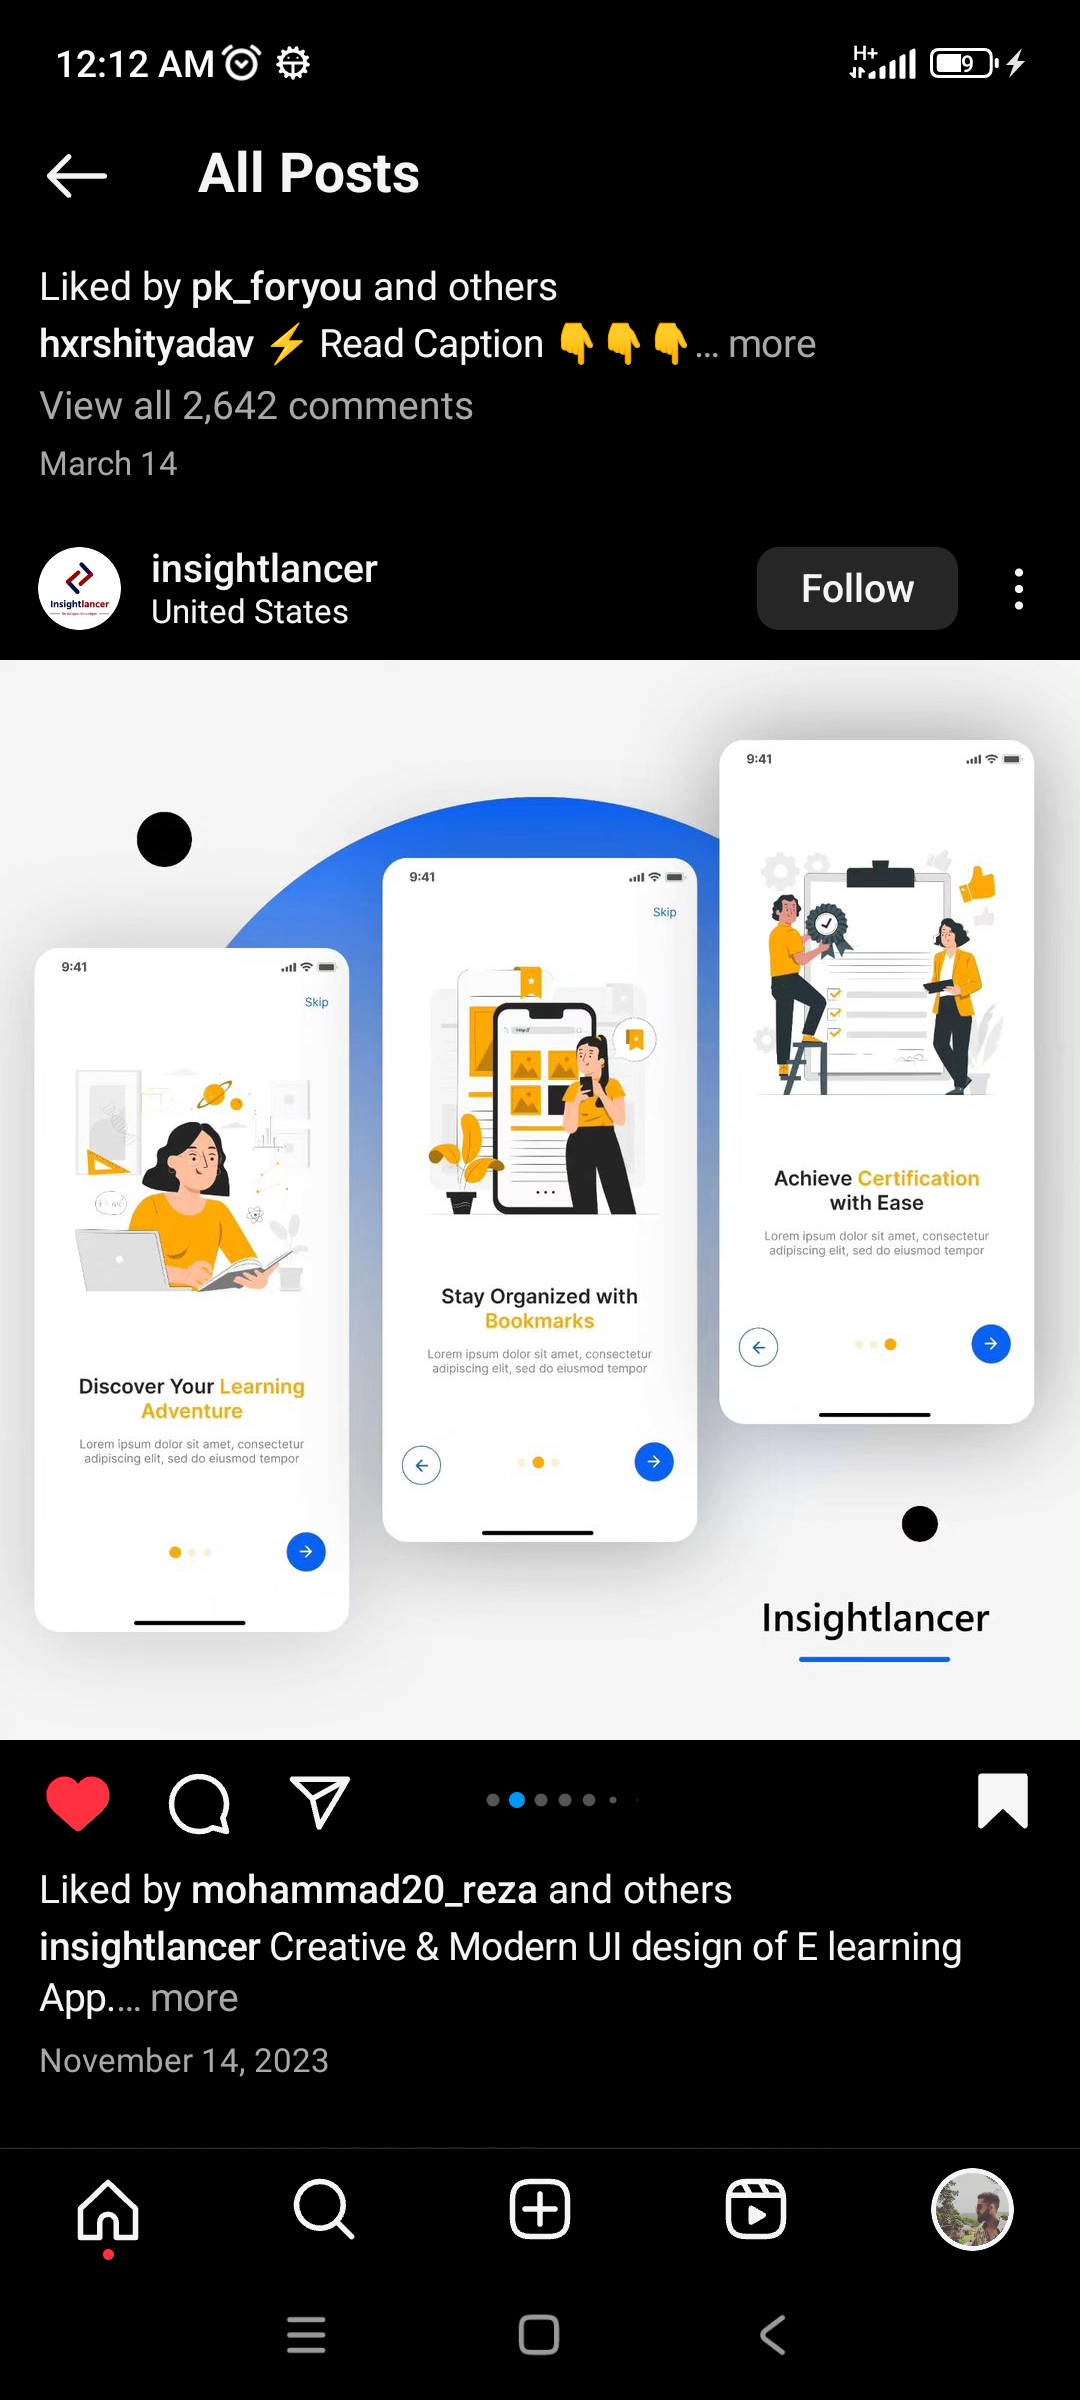 12:12 AM
H+
9
All Posts
Liked by pk_foryou and others
hxrshityadav ⚡ Read Caption 👇👇👇... more
View all 2,642 comments
March 14
Insightlancer
insightlancer
United States
Follow
9:41
Skip
Discover Your Learning
Adventure
Lorem ipsum dolor sit amet, consectetur
adipiscing elit, sed do eiusmod tempor
9:41
Skip
Stay Organized with
Bookmarks
Lorem ipsum dolor sit amet, consectetur
adipiscing elit, sed do eiusmod tempor
9:41
Achieve Certification
with Ease
Lorem ipsum dolor sit amet, consectetur
adipiscing elit, sed do eiusmod tempor
Insightlancer
Liked by mohammad20_reza and others
insightlancer Creative & Modern UI design of E learning
App.... more
November 14, 2023